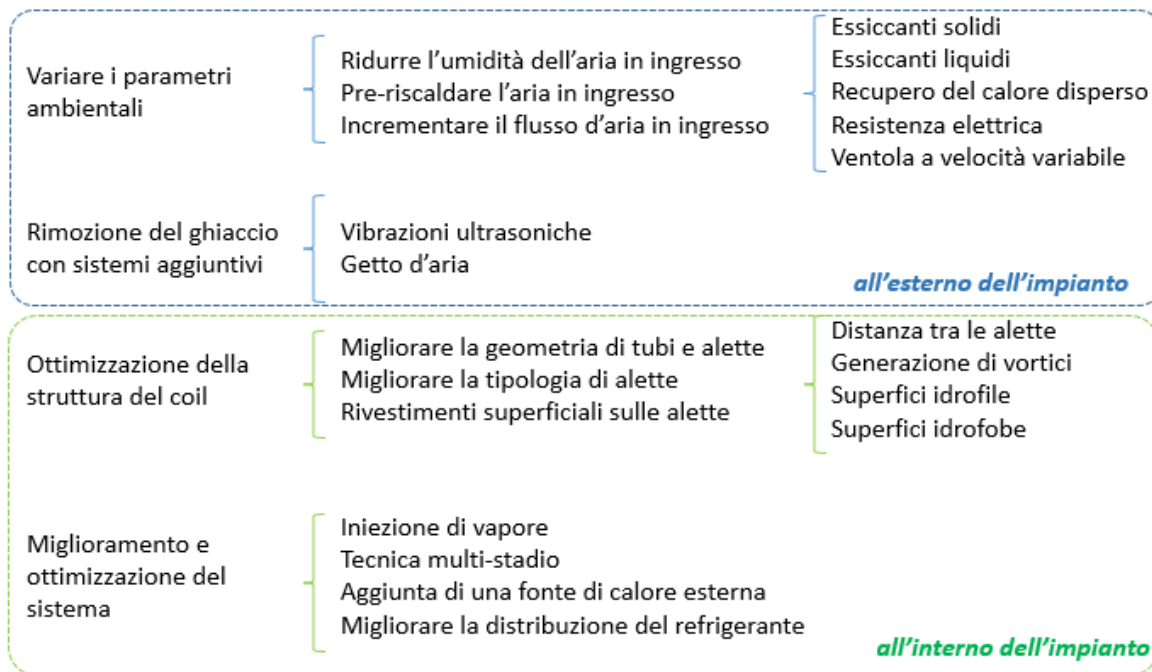 Variare i parametri
ambientali
Ridurre l'umidità dell'aria in ingresso
Pre-riscaldare l'aria in ingresso
Incrementare il flusso d'aria in ingresso
Essiccanti solidi
Essiccanti liquidi
Recupero del calore disperso
Resistenza elettrica
Ventola a velocità variabile
Rimozione del ghiaccio
con sistemi aggiuntivi
Vibrazioni ultrasoniche
Getto d'aria
all'esterno dell'impianto
Ottimizzazione della
struttura del coil
Migliorare la geometria di tubi e alette
Migliorare la tipologia di alette
Rivestimenti superficiali sulle alette
Distanza tra le alette
Generazione di vortici
Superfici idrofile
Superfici idrofobe
Miglioramento e
ottimizzazione del
sistema
Iniezione di vapore
Tecnica multi-stadio
Aggiunta di una fonte di calore esterna
Migliorare la distribuzione del refrigerante
all'interno dell'impianto